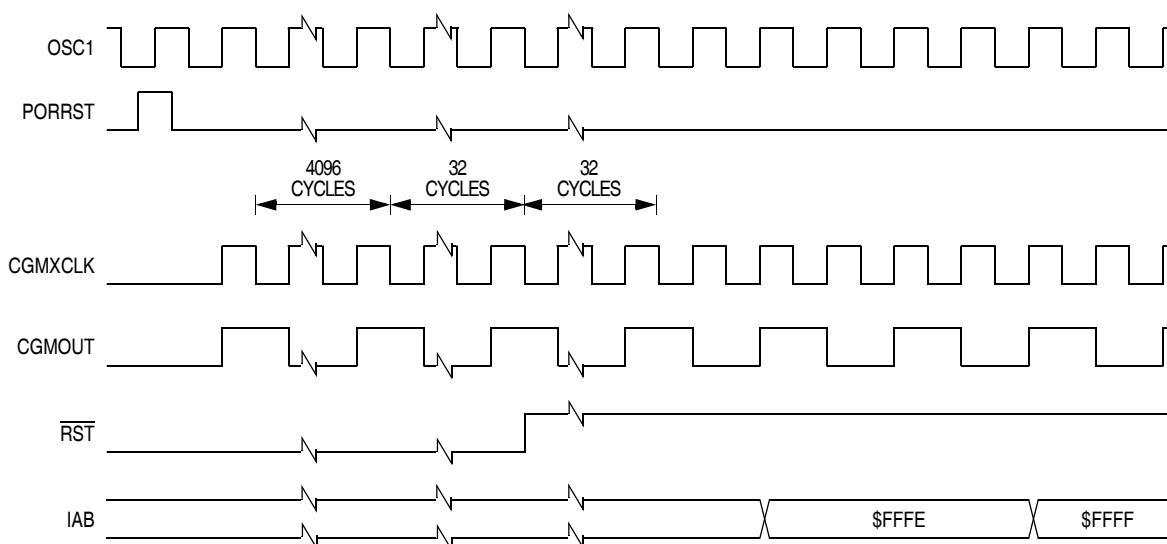 OSC1
PORRST
4096
CYCLES
32
CYCLES
32
CYCLES
CGMXCLK
CGMOUT
RST
IAB
$FFFE
$FFFF